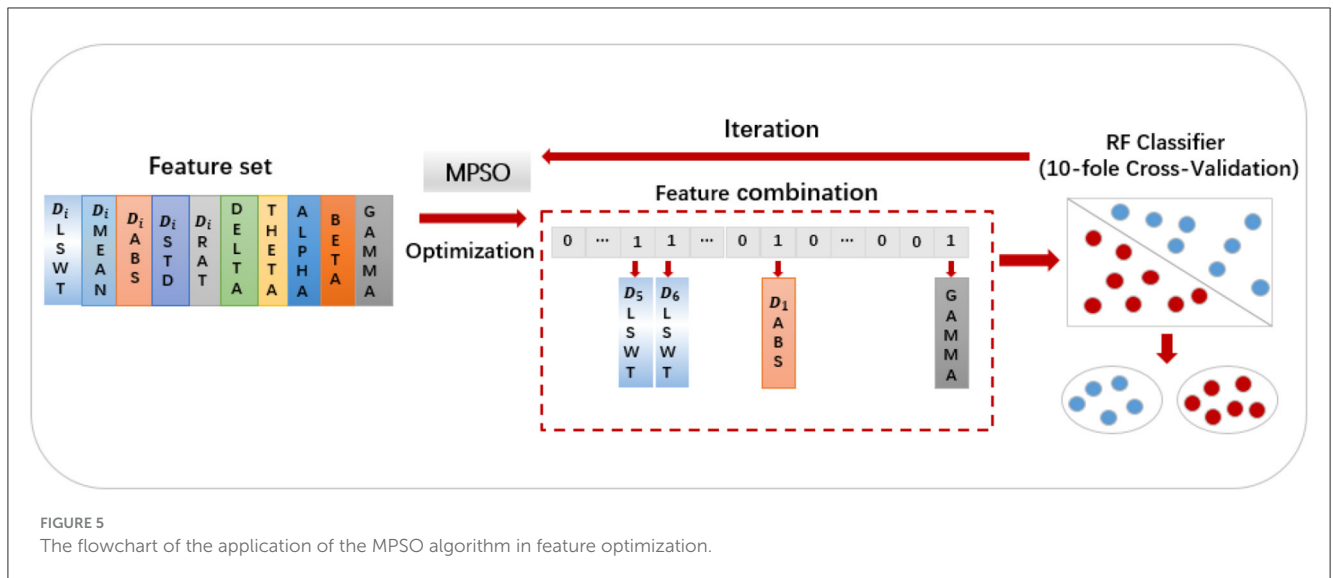 Iteration
RF Classifier
(10-fole Cross-Validation)
Feature set
MPSO
Feature combination
Optimization
D_i LSWT
D_i MEAN
D_i ABS
D_i STD
D_i RAT
DELTA
THETA
ALPHA
BETA
GAMMA
0 ... 1 1 ... 0 1 0 ... 0 0 1
D_5 LSWT
D_6 LSWT
D_1 ABS
GAMMA
FIGURE 5
The flowchart of the application of the MPSO algorithm in feature optimization.